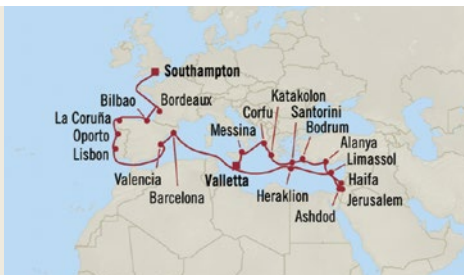 Southampton
Bilbao
Bordeaux
La Coruña
Oporto
Lisbon
Valencia
Barcelona
Messina
Valletta
Corfu
Katakolon
Santorini
Bodrum
Alanya
Limassol
Haifa
Jerusalem
Heraklion
Ashdod